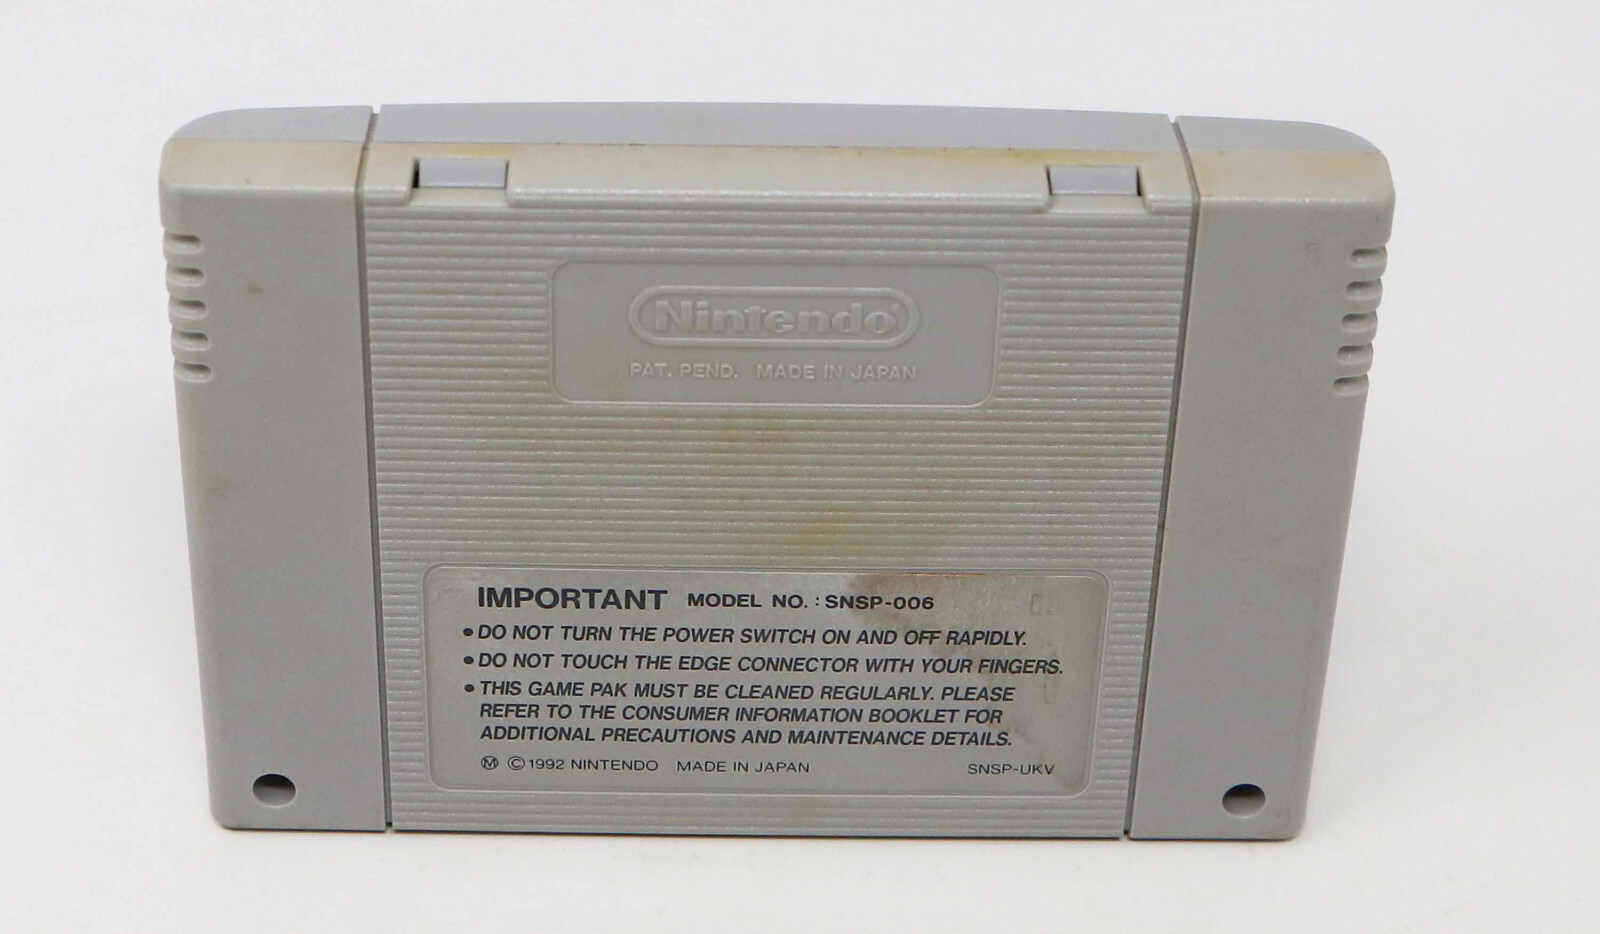 Nintendo
PAT. PEND. MADE IN JAPAN
IMPORTANT MODEL NO. : SNSP-006
• DO NOT TURN THE POWER SWITCH ON AND OFF RAPIDLY.
• DO NOT TOUCH THE EDGE CONNECTOR WITH YOUR FINGERS.
• THIS GAME PAK MUST BE CLEANED REGULARLY. PLEASE
REFER TO THE CONSUMER INFORMATION BOOKLET FOR
ADDITIONAL PRECAUTIONS AND MAINTENANCE DETAILS.
Ⓜ ©1992 NINTENDO MADE IN JAPAN SNSP-UKV